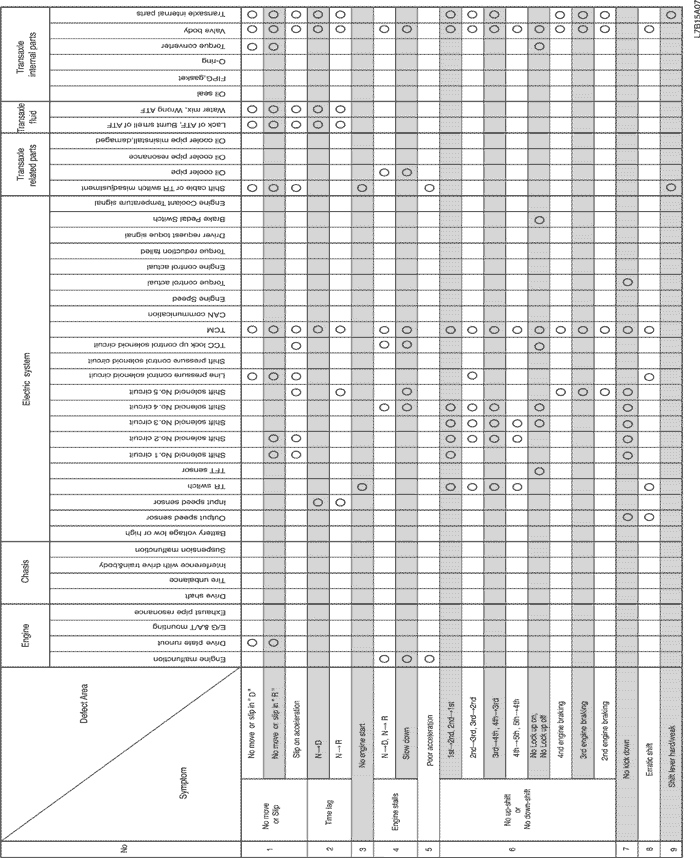 No
Symptom
Defect Area
Engine
Engine malfunction
Drive plate runout
E/G &A/T mounting
Exhaust pipe resonance
Chasis
Drive shaft
Tire unbalance
Interference with drive train&body
Suspension malfunction
Electric system
Battery voltage low or high
Output speed sensor
Input speed sensor
TR switch
TFT sensor
Shift solenoid No.1 circuit
Shift solenoid No.2 circuit
Shift solenoid No.3 circuit
Shift solenoid No.4 circuit
Shift solenoid No.5 circuit
Line pressure control solenoid circuit
Shift pressure control solenoid circuit
TCC lock up control solenoid circuit
TCM
CAN communication
Engine Speed
Torque control actual
Engine control actual
Torque reduction failed
Driver request toque signal
Brake Pedal Switch
Engine Coolant Temperature signal
Transaxle
related parts
Shift cable or TR switch misadjustment
Oil cooler pipe
Oil cooler pipe resonance
Oil cooler pipe misinstall,damaged
Transaxle
fluid
Lack of ATF, Burnt smell of ATF
Water mix, Wrong ATF
Transaxle
internal parts
Oil seal
FIPG,gasket
O-ring
Torque converter
Valve body
Transaxle internal parts
1
No move
or Slip
No move or slip in " D "
No move or slip in " R "
Slip on acceleration
2
Time lag
N→D
N→R
3
No engine start
4
Engine stalls
N→D, N→R
Slow down
5
Poor acceleration
6
No up-shift
or
No down-shift
1st→2nd, 2nd→1st
2nd→3rd, 3rd→2nd
3rd→4th, 4th→3rd
4th→5th, 5th→4th
No Lock up on,
No Lock up off
4nd engine braking
3rd engine braking
2nd engine braking
7
No kick down
8
Erratic shift
9
Shift lever hard/weak
L7B15A07